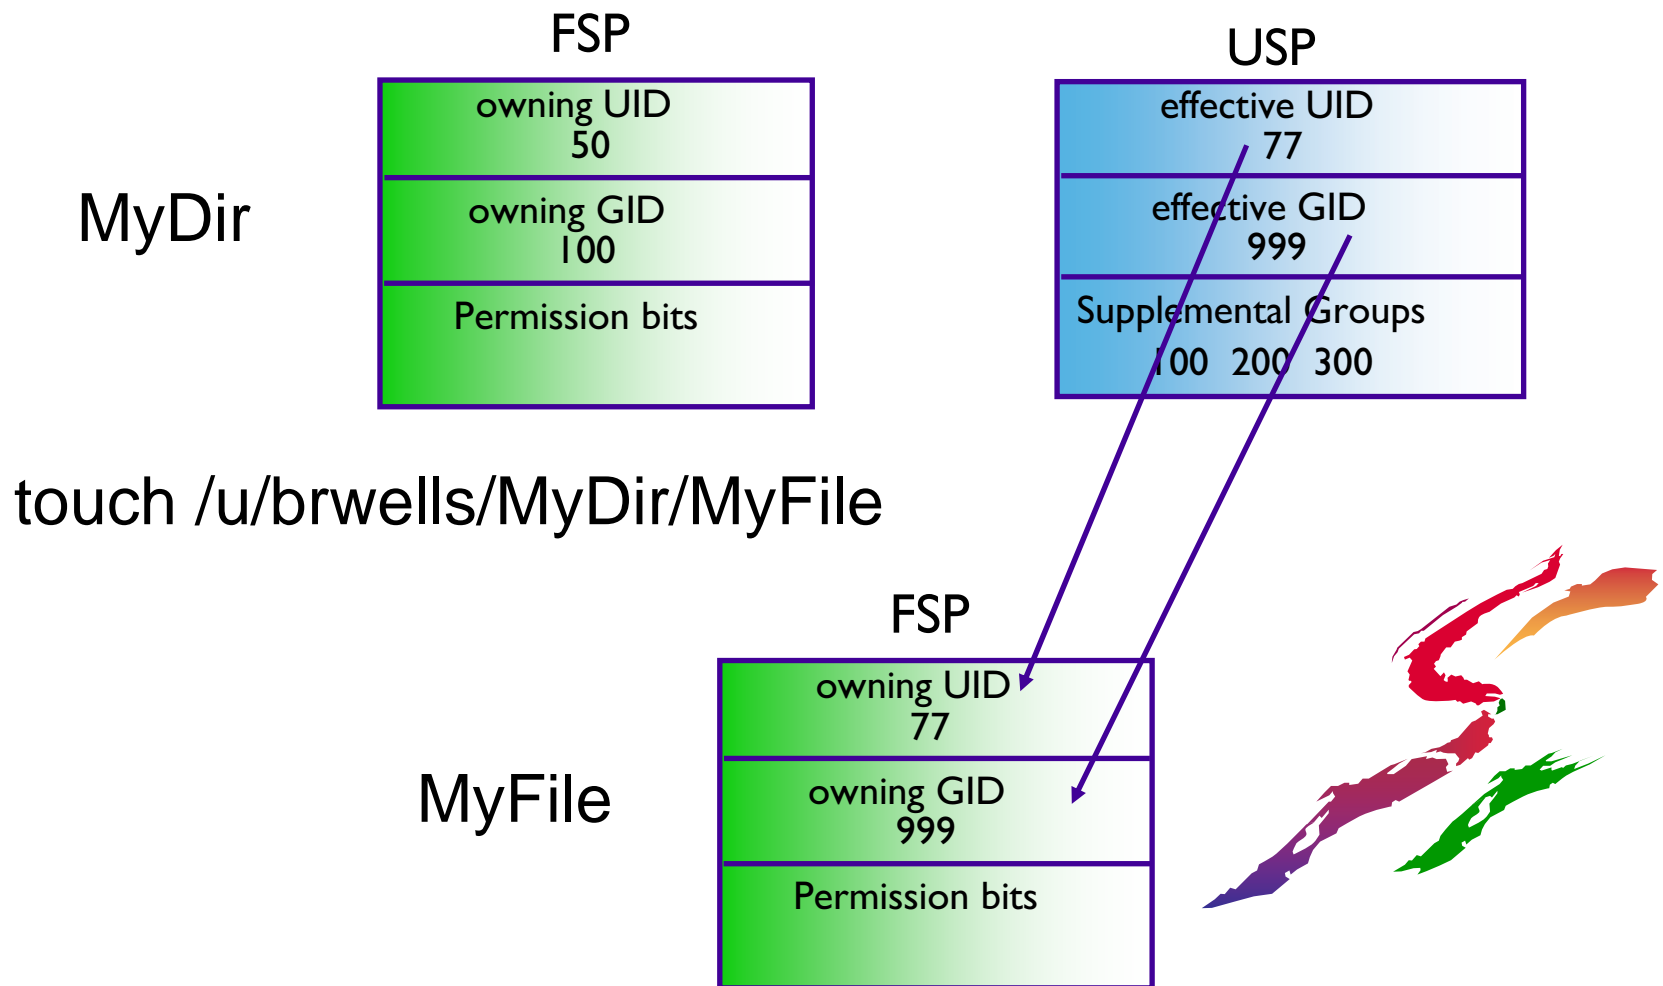 FSP
USP
owning UID
50
effective UID
77
MyDir
owning GID
100
effective GID
999
Permission bits
Supplemental Groups
100 200 300
touch /u/brwells/MyDir/MyFile
FSP
owning UID
77
MyFile
owning GID
999
Permission bits